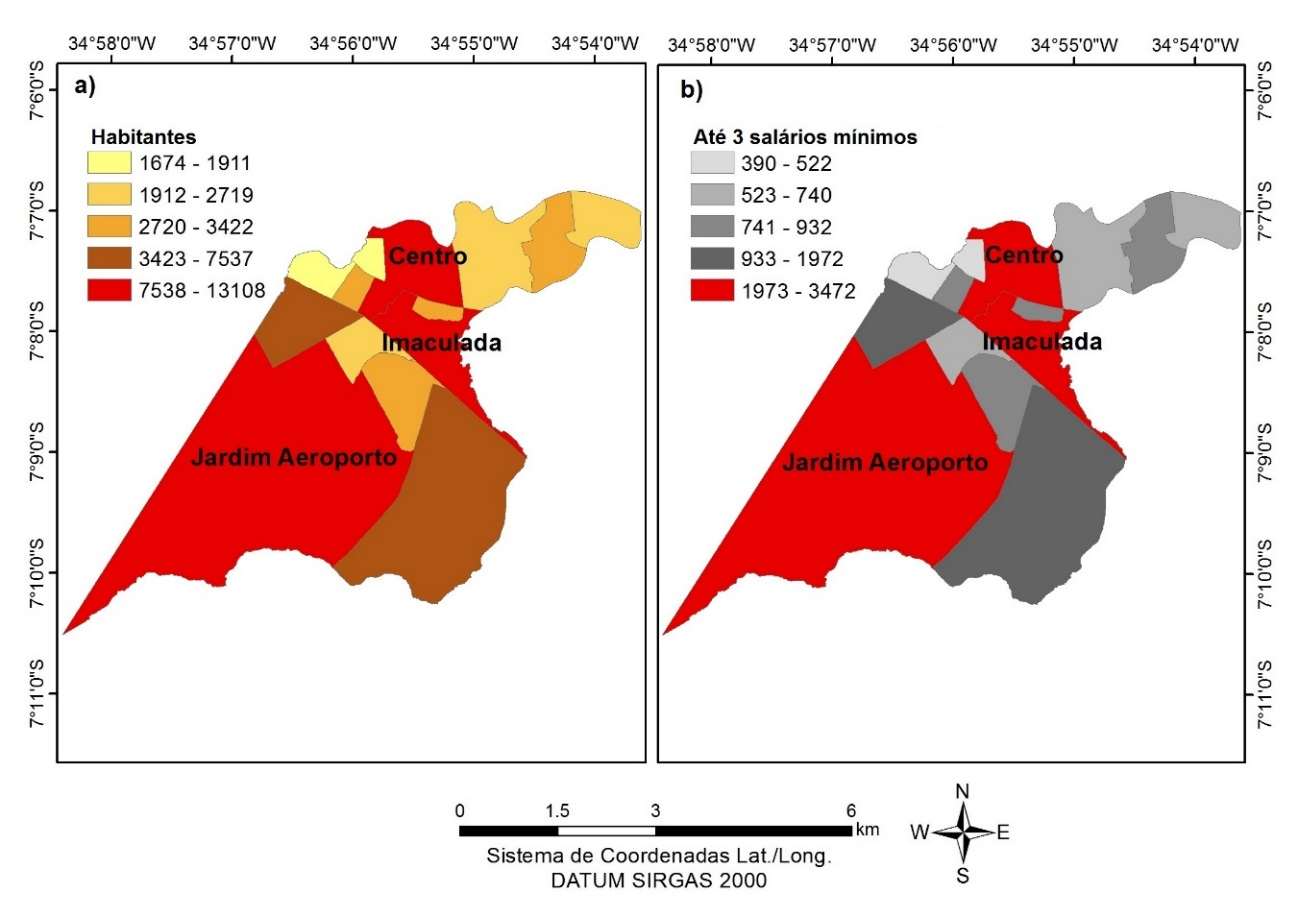 34°58'0"W 34°57'0"W 34°56'0"W 34°55'0"W 34°54'0"W
34°58'0"W 34°57'0"W 34°56'0"W 34°55'0"W 34°54'0"W
a)
Habitantes
1674 - 1911
1912 - 2719
2720 - 3422
3423 - 7537
7538 - 13108
Centro
Imaculada
Jardim Aeroporto
7°6'0"S
7°7'0"S
7°8'0"S
7°9'0"S
7°10'0"S
7°11'0"S
b)
Até 3 salários mínimos
390 - 522
523 - 740
741 - 932
933 - 1972
1973 - 3472
Centro
Imaculada
Jardim Aeroporto
7°6'0"S
7°7'0"S
7°8'0"S
7°9'0"S
7°10'0"S
7°11'0"S
0 1.5 3 6
km
Sistema de Coordenadas Lat./Long.
DATUM SIRGAS 2000
N
W E
S